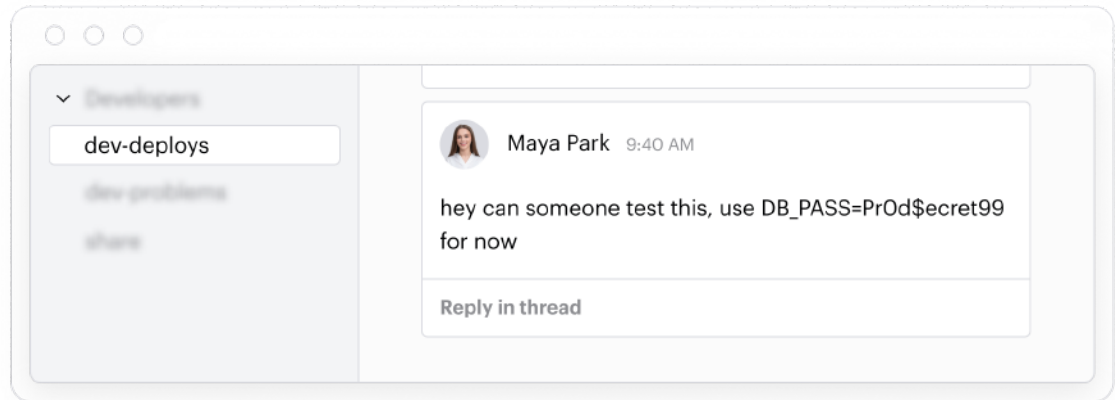 dev-deploys
Maya Park 9:40 AM
hey can someone test this, use DB_PASS=Pr0d$ecret99
for now
Reply in thread